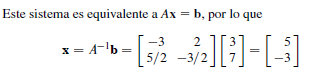 Este sistema es equivalente a Ax = b, por lo que
x = A⁻¹b = [−3 2; 5/2 −3/2] [3; 7] = [5; −3]